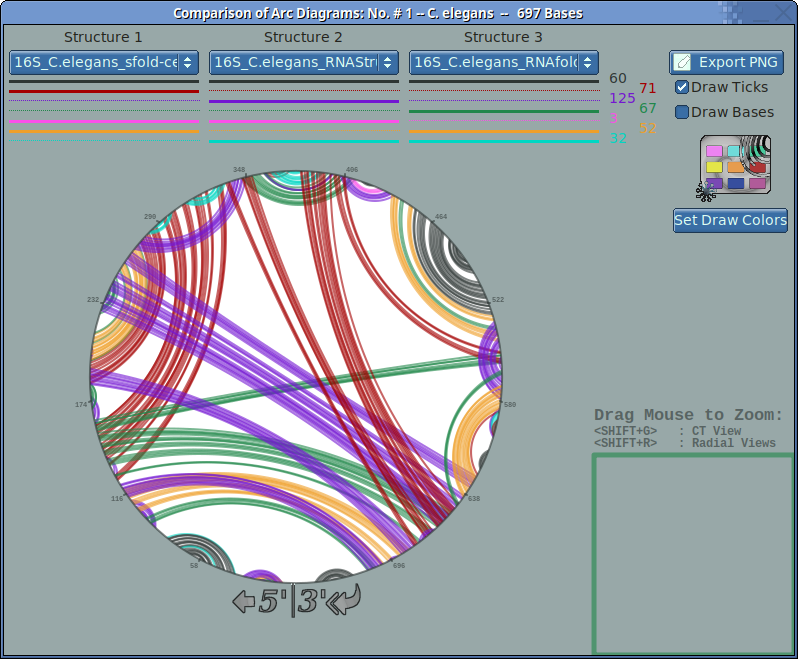 Comparison of Arc Diagrams: No. # 1 -- C. elegans -- 697 Bases
Structure 1
Structure 2
Structure 3
16S_C.elegans_sfold-ce
16S_C.elegans_RNAStru
16S_C.elegans_RNAfold
Export PNG
60
71
125
67
3
52
32
Draw Ticks
Draw Bases
Set Draw Colors
348
406
290
464
232
522
174
580
116
638
58
696
5'|3'
Drag Mouse to Zoom:
<SHIFT+G> : CT View
<SHIFT+R> : Radial Views